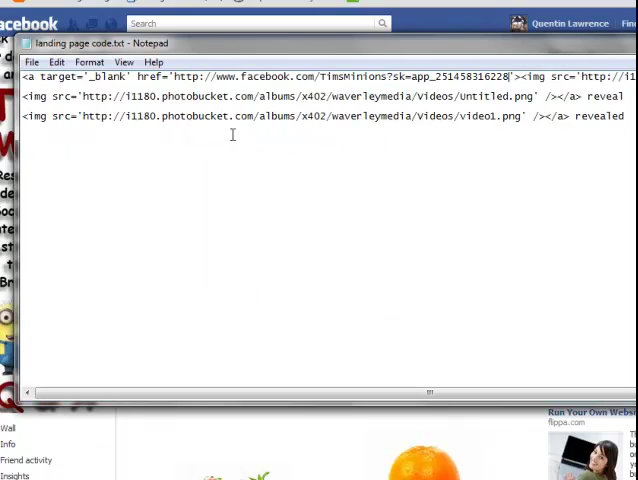 facebook
Search
Quentin Lawrence
landing page code.txt - Notepad
File Edit Format View Help
<a target='_blank' href='http://www.facebook.com/TimsMinions?sk=app_251458316228'><img src='http://i1
<img src='http://i1180.photobucket.com/albums/x402/waverleymedia/Videos/Untitled.png' /></a> reveal
<img src='http://i1180.photobucket.com/albums/x402/waverleymedia/Videos/video1.png' /></a> revealed
Wall
Info
Friend activity
Insights
Run Your Own Webs
flippa.com